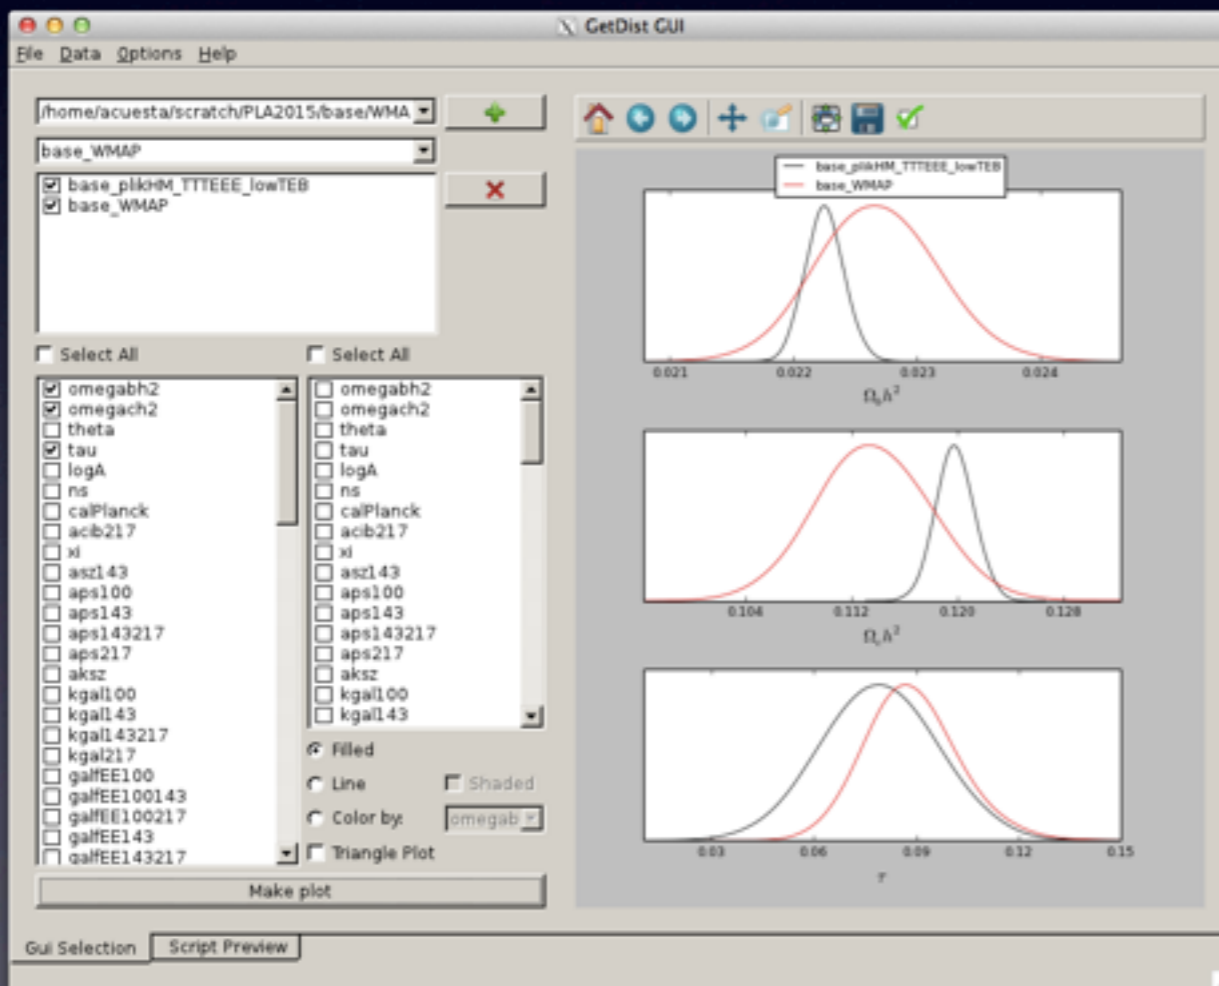 GetDist GUI
File Data Options Help
/home/acuesta/scratch/PLA2015/base/WMA
base_WMAP
base_plikHM_TTTEEE_lowTEB
base_WMAP
Select All
omegabh2
omegach2
theta
tau
logA
ns
calPlanck
acib217
xi
asz143
aps100
aps143
aps143217
aps217
aksz
kgal100
kgal143
kgal143217
kgal217
galfEE100
galfEE100143
galfEE100217
galfEE143
galfEE143217
Select All
omegabh2
omegach2
theta
tau
logA
ns
calPlanck
acib217
xi
asz143
aps100
aps143
aps143217
aps217
aksz
kgal100
kgal143
Filled
Line
Shaded
Color by:
omegab
Triangle Plot
Make plot
Gui Selection
Script Preview
base_plikHM_TTTEEE_lowTEB
base_WMAP
0.021 0.022 0.023 0.024
Ω_b h²
0.104 0.112 0.120 0.128
Ω_c h²
0.03 0.06 0.09 0.12 0.15
τ